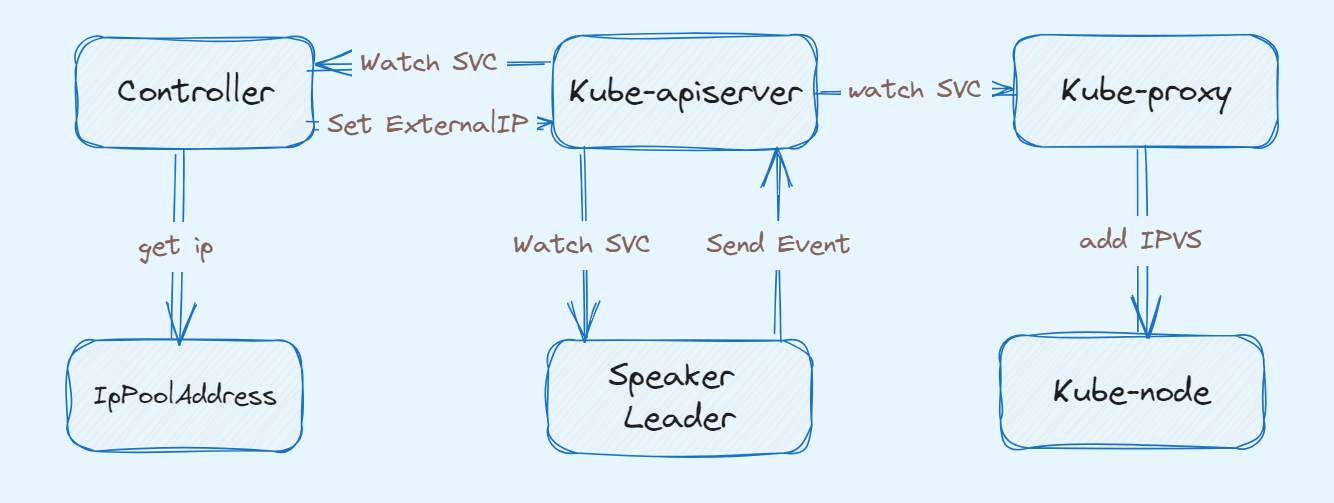 Watch SVC
Controller
Kube-apiserver
watch SVC
Kube-proxy
Set ExternalIP
get ip
Watch SVC
Send Event
add IPVS
IpPoolAddress
Speaker
Leader
Kube-node